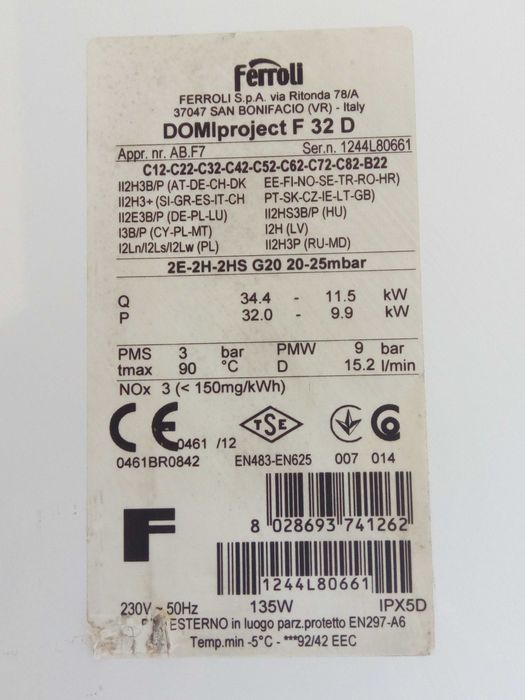 Ferroli
FERROLI S.p.A. via Ritonda 78/A
37047 SAN BONIFACIO (VR) - Italy
DOMIproject F 32 D
Appr. nr. AB.F7 Ser.n. 1244L80661
C12-C22-C32-C42-C52-C62-C72-C82-B22
II2H3B/P (AT-DE-CH-DK EE-FI-NO-SE-TR-RO-HR)
II2H3+ (SI-GR-ES-IT-CH PT-SK-CZ-IE-LT-GB)
II2E3B/P (DE-PL-LU) II2HS3B/P (HU)
I3B/P (CY-PL-MT) I2H (LV)
I2Ln/I2Ls/I2Lw (PL) II2H3P (RU-MD)
2E-2H-2HS G20 20-25mbar
Q 34.4 - 11.5 kW
P 32.0 - 9.9 kW
PMS 3 bar PMW 9 bar
tmax 90 °C D 15.2 l/min
NOx 3 (< 150mg/kWh)
CE 0461 /12 TSE
0461BR0842 EN483-EN625 007 014
8 028693 741262
F
1244L80661
230V ~ 50Hz 135W IPX5D
ESTERNO in luogo parz.protetto EN297-A6
Temp.min -5°C - ***92/42 EEC